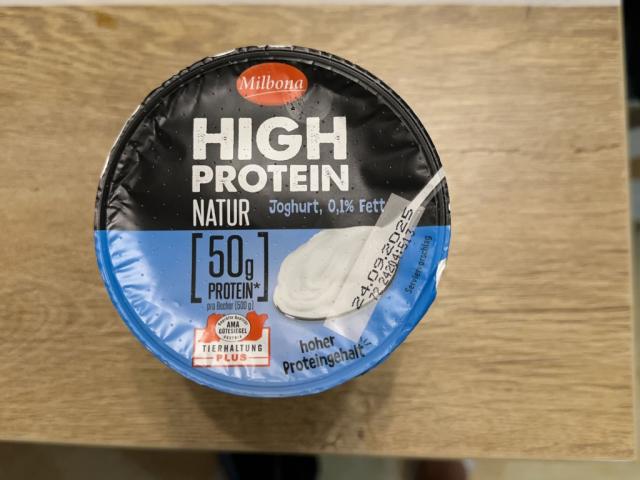 Milbona
HIGH
PROTEIN
NATUR
Joghurt, 0,1% Fett
50g
PROTEIN*
pro Becher (500 g)
AMA
GÜTESIEGEL
AUSTRIA
TIERHALTUNG
PLUS
hoher
Proteingehalt
24.09.2025
Serviervorschlag